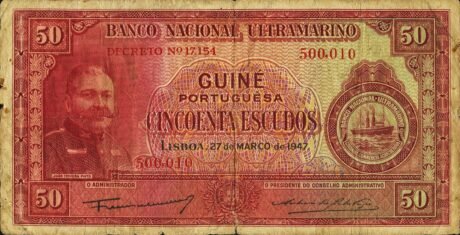 50 BANCO NACIONAL ULTRAMARINO 50
DECRETO Nº 17.154 500,010
GUINÉ
PORTUGUESA
CINCOENTA ESCUDOS
LISBOA, 27 de MARÇO de 1947
500,010
O ADMINISTRADOR O PRESIDENTE DO CONSELHO ADMINISTRATIVO
50 50